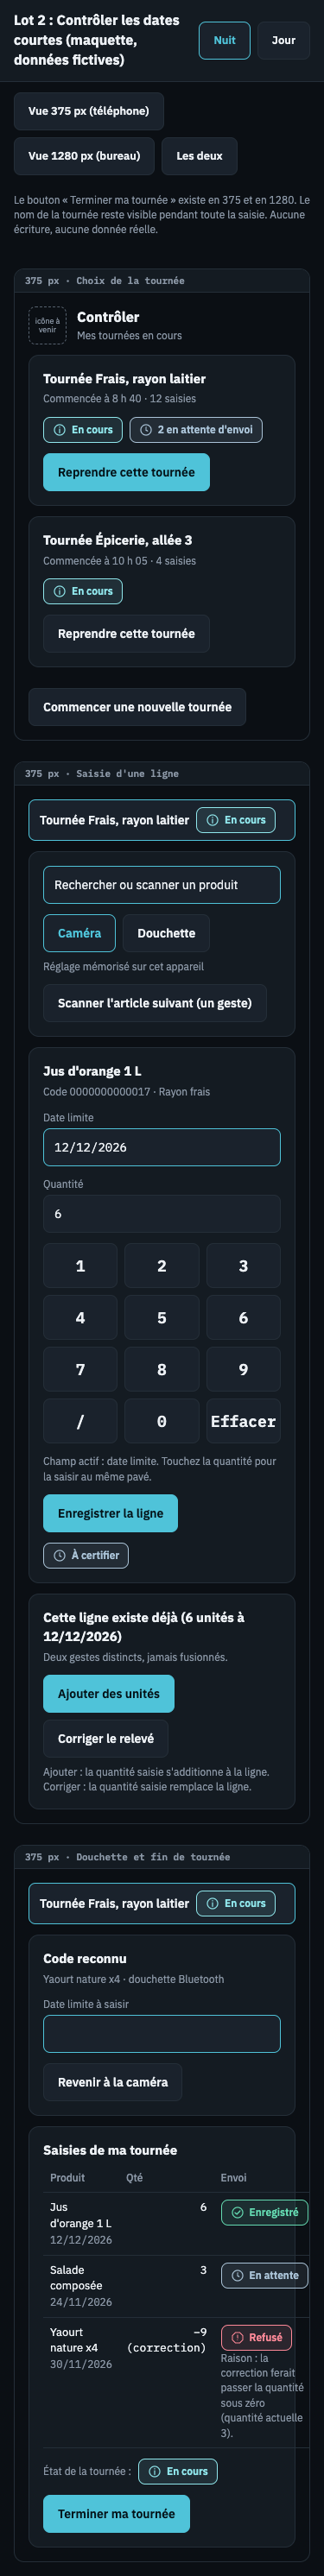 Lot 2 : Contrôler les dates
courtes (maquette,
données fictives)
Nuit
Jour
Vue 375 px (téléphone)
Vue 1280 px (bureau)
Les deux
Le bouton « Terminer ma tournée » existe en 375 et en 1280. Le
nom de la tournée reste visible pendant toute la saisie. Aucune
écriture, aucune donnée réelle.
375 px · Choix de la tournée
icône à
venir
Contrôler
Mes tournées en cours
Tournée Frais, rayon laitier
Commencée à 8 h 40 · 12 saisies
En cours
2 en attente d'envoi
Reprendre cette tournée
Tournée Épicerie, allée 3
Commencée à 10 h 05 · 4 saisies
En cours
Reprendre cette tournée
Commencer une nouvelle tournée
375 px · Saisie d'une ligne
Tournée Frais, rayon laitier
En cours
Rechercher ou scanner un produit
Caméra
Douchette
Réglage mémorisé sur cet appareil
Scanner l'article suivant (un geste)
Jus d'orange 1 L
Code 0000000000017 · Rayon frais
Date limite
12/12/2026
Quantité
6
1 2 3
4 5 6
7 8 9
/ 0 Effacer
Champ actif : date limite. Touchez la quantité pour
la saisir au même pavé.
Enregistrer la ligne
À certifier
Cette ligne existe déjà (6 unités à
12/12/2026)
Deux gestes distincts, jamais fusionnés.
Ajouter des unités
Corriger le relevé
Ajouter : la quantité saisie s'additionne à la ligne.
Corriger : la quantité saisie remplace la ligne.
375 px · Douchette et fin de tournée
Tournée Frais, rayon laitier
En cours
Code reconnu
Yaourt nature x4 · douchette Bluetooth
Date limite à saisir
Revenir à la caméra
Saisies de ma tournée
Produit Qté Envoi
Jus
d'orange 1 L
12/12/2026
6
Enregistré
Salade
composée
24/11/2026
3
En attente
Yaourt
nature x4
30/11/2026
−9
(correction)
Refusé
Raison : la
correction ferait
passer la quantité
sous zéro
(quantité actuelle
3).
État de la tournée :
En cours
Terminer ma tournée